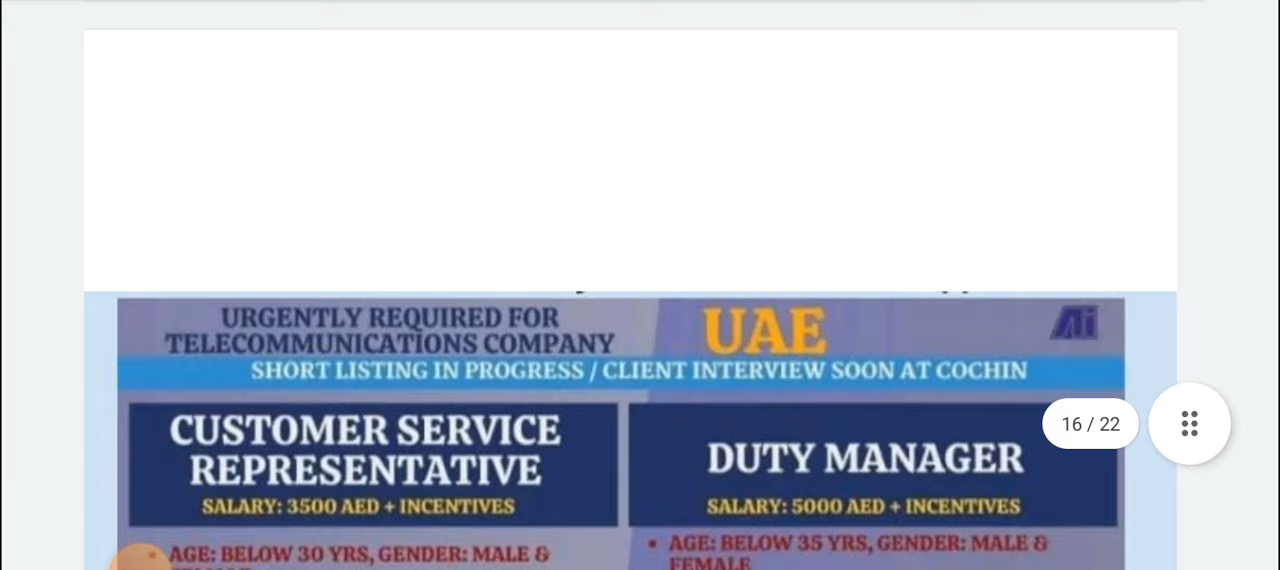 URGENTLY REQUIRED FOR
TELECOMMUNICATIONS COMPANY
UAE
Ai
SHORT LISTING IN PROGRESS / CLIENT INTERVIEW SOON AT COCHIN
CUSTOMER SERVICE
REPRESENTATIVE
SALARY: 3500 AED + INCENTIVES
DUTY MANAGER
SALARY: 5000 AED + INCENTIVES
16 / 22
• AGE: BELOW 30 YRS, GENDER: MALE &
• AGE: BELOW 35 YRS, GENDER: MALE &
FEMALE